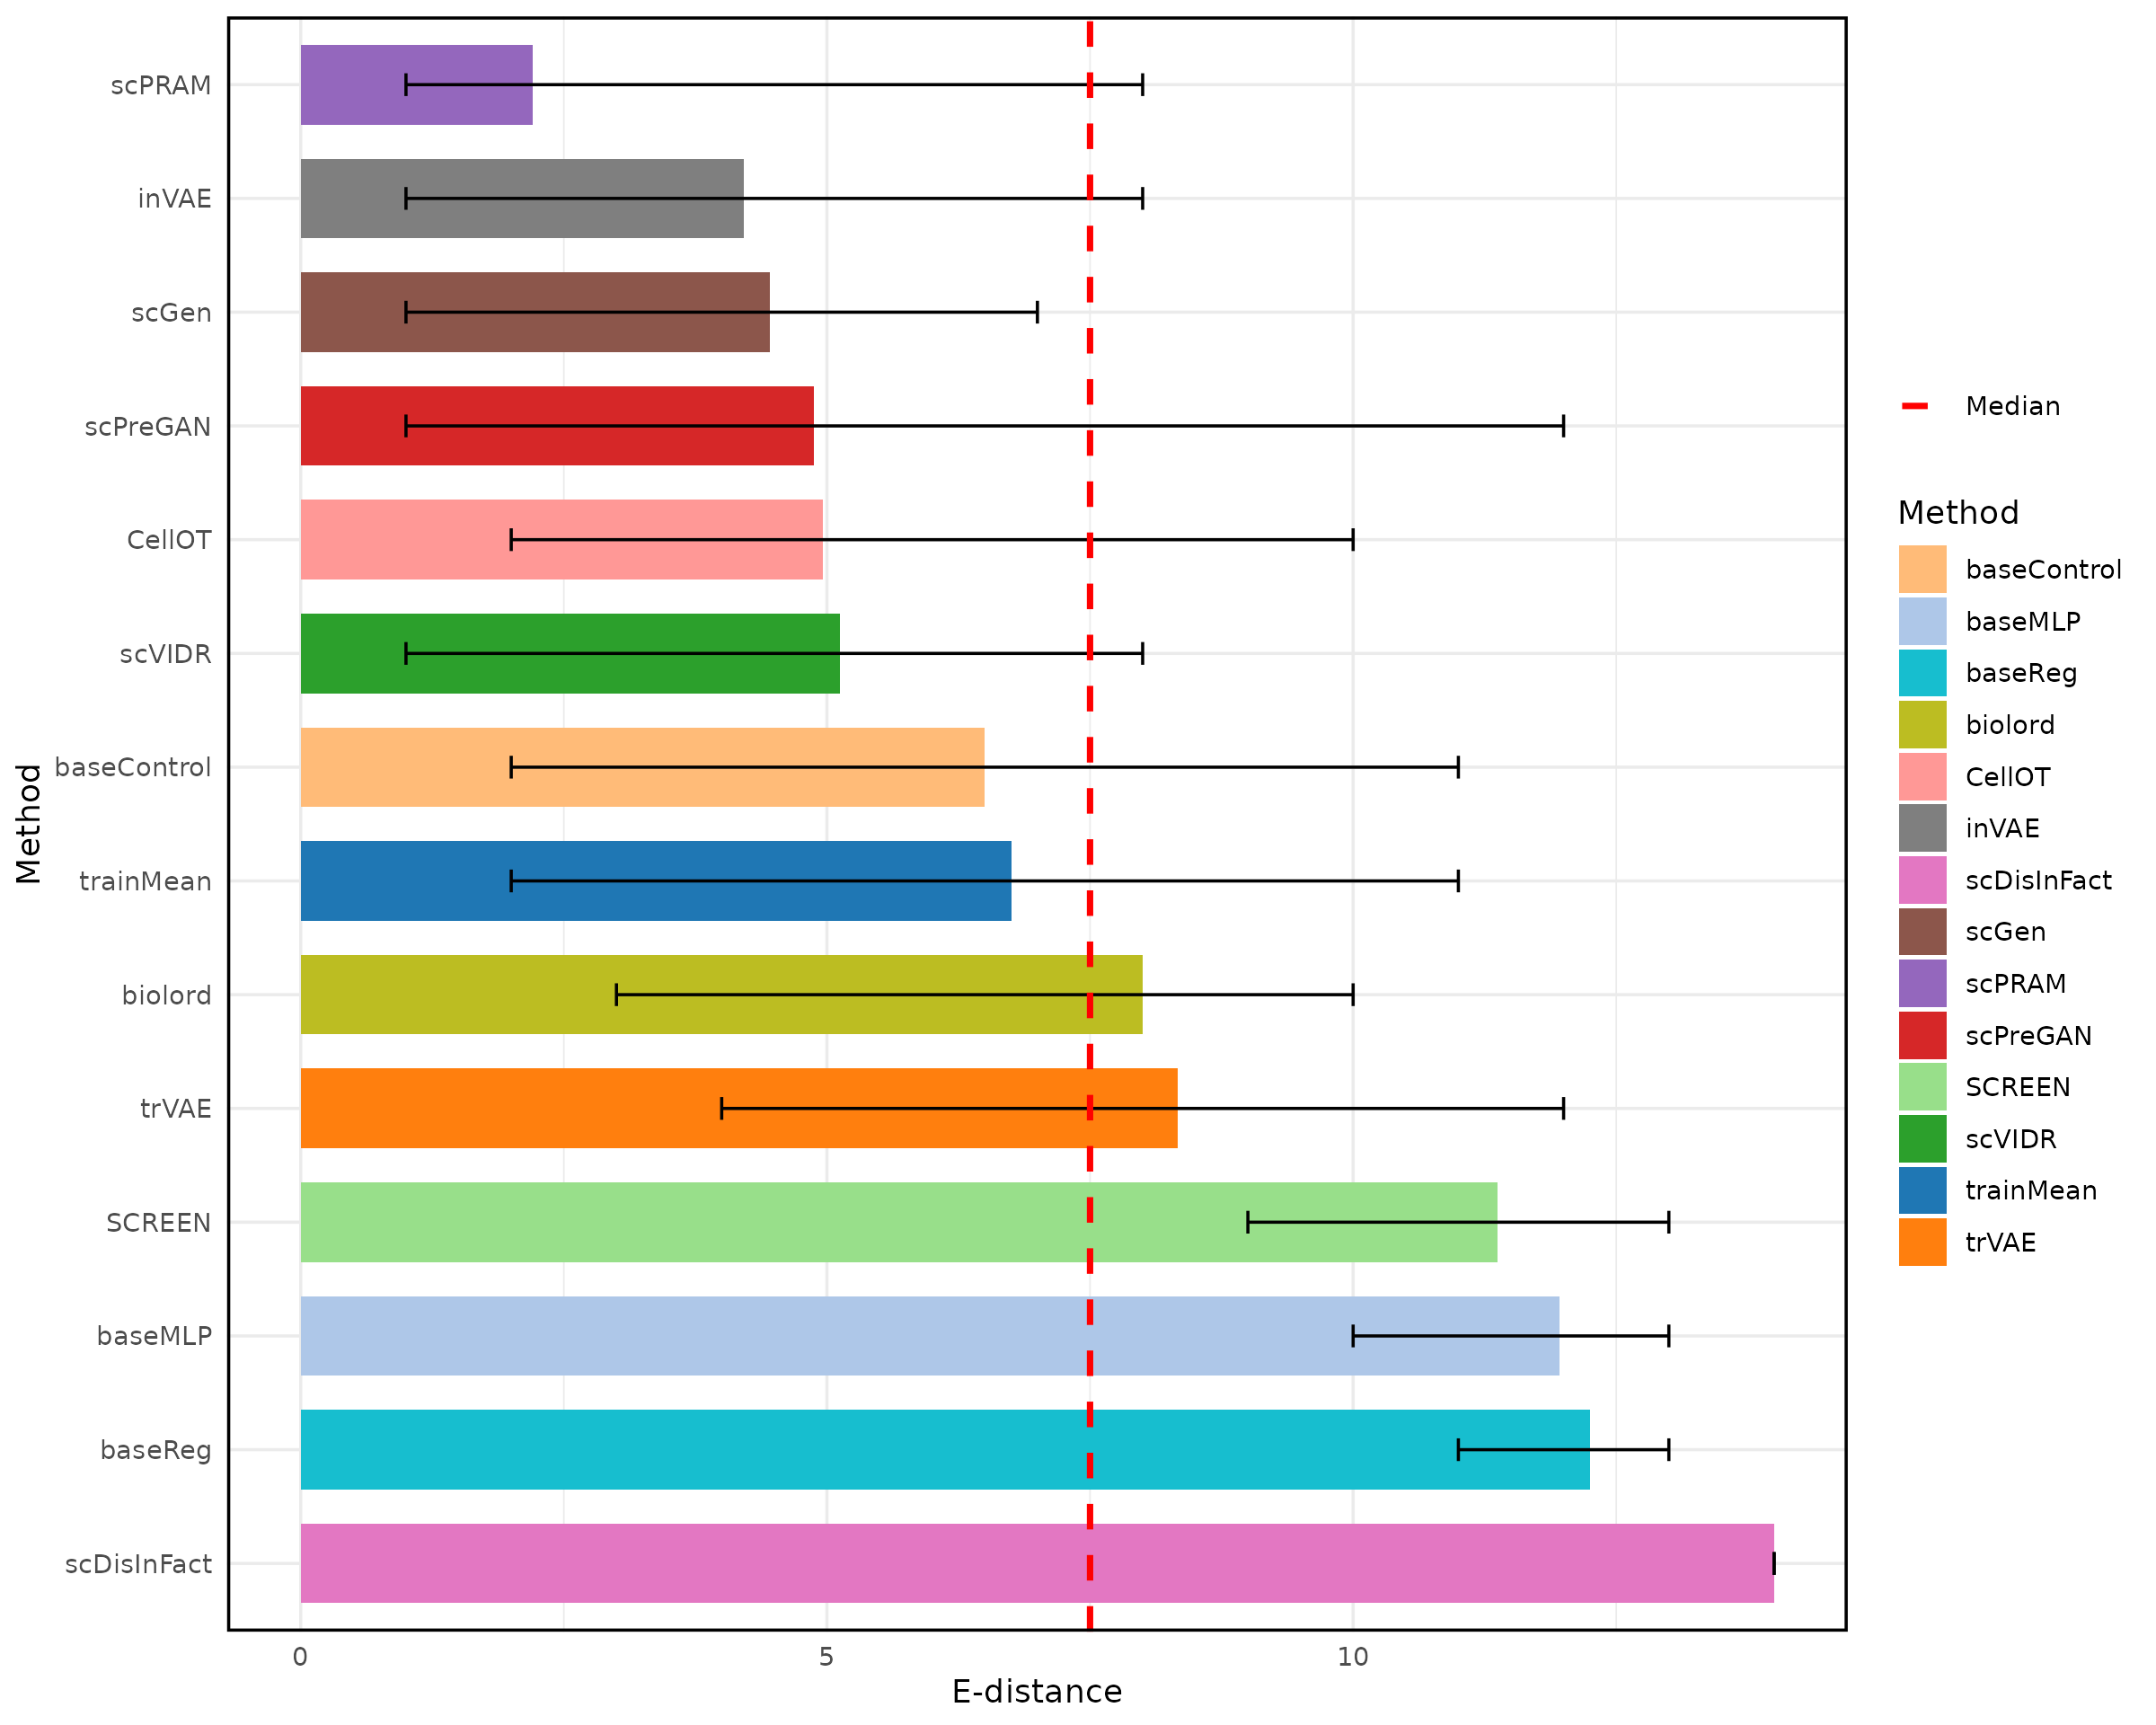 scPRAM
inVAE
scGen
scPreGAN
CellOT
scVIDR
baseControl
trainMean
biolord
trVAE
SCREEN
baseMLP
baseReg
scDisInFact
Method
0 5 10
E-distance
Median
Method
baseControl
baseMLP
baseReg
biolord
CellOT
inVAE
scDisInFact
scGen
scPRAM
scPreGAN
SCREEN
scVIDR
trainMean
trVAE